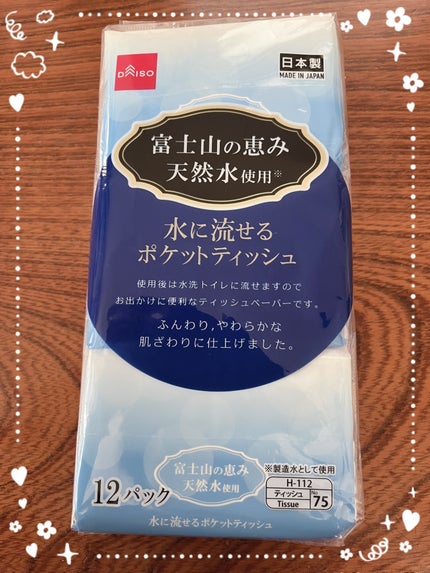 DAISO
日本製
MADE IN JAPAN
富士山の恵み
天然水使用※
水に流せる
ポケットティッシュ
使用後は水洗トイレに流せますので
お出かけに便利なティッシュペーパーです。
ふんわり,やわらかな
肌ざわりに仕上げました。
12パック
富士山の恵み
天然水使用
※製造水として使用
H-112
ティッシュ
Tissue
No
75
水に流せるポケットティッシュ